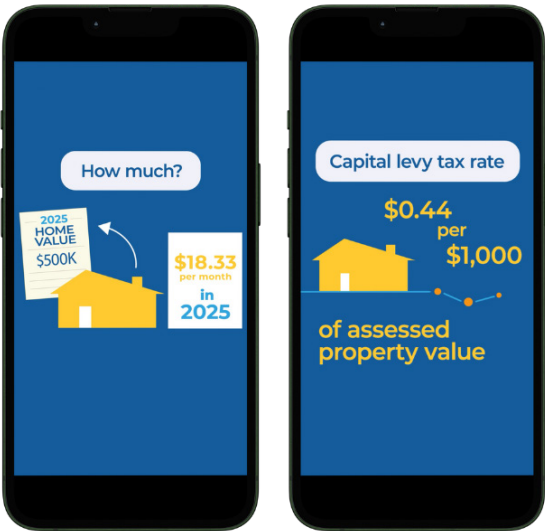 How much?
2025
HOME
VALUE
$500K
$18.33
per month
in
2025
Capital levy tax rate
$0.44
per
$1,000
of assessed
property value